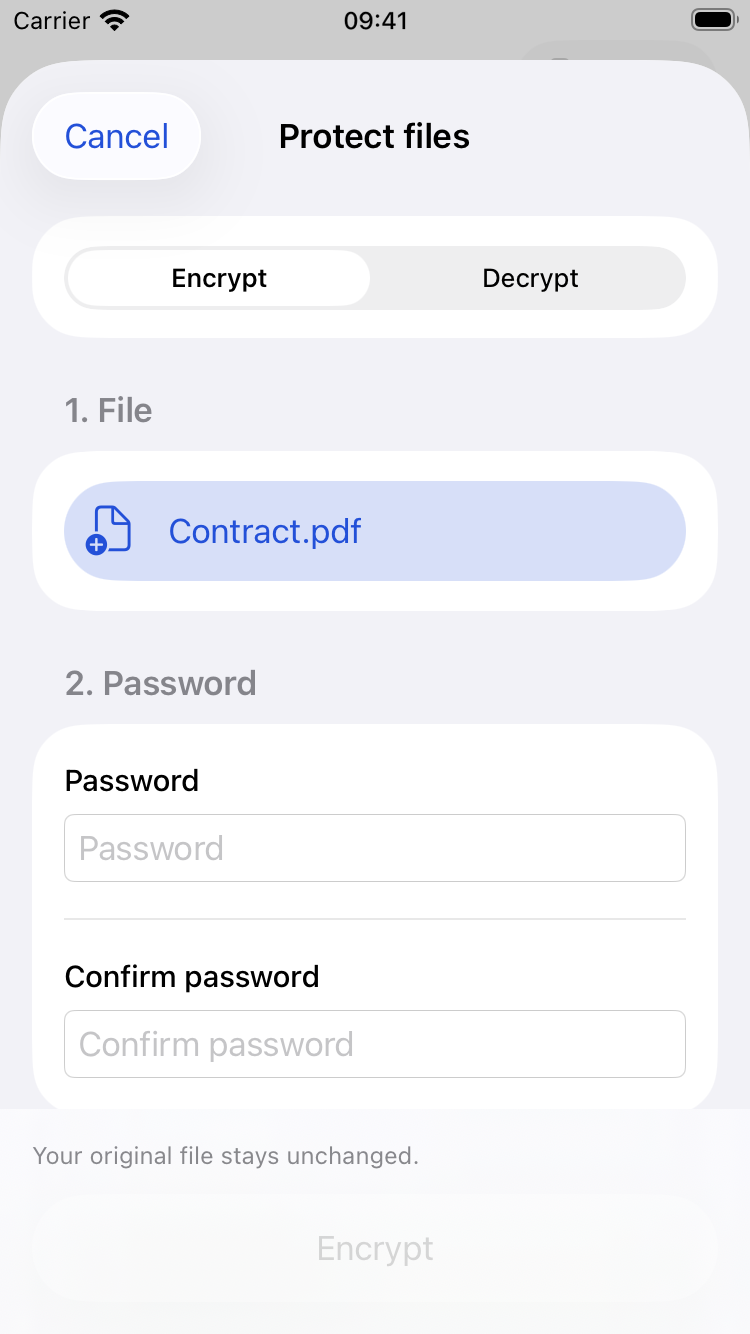 Carrier 09:41
Cancel Protect files
Encrypt Decrypt
1. File
Contract.pdf
2. Password
Password
Password
Confirm password
Confirm password
Your original file stays unchanged.
Encrypt